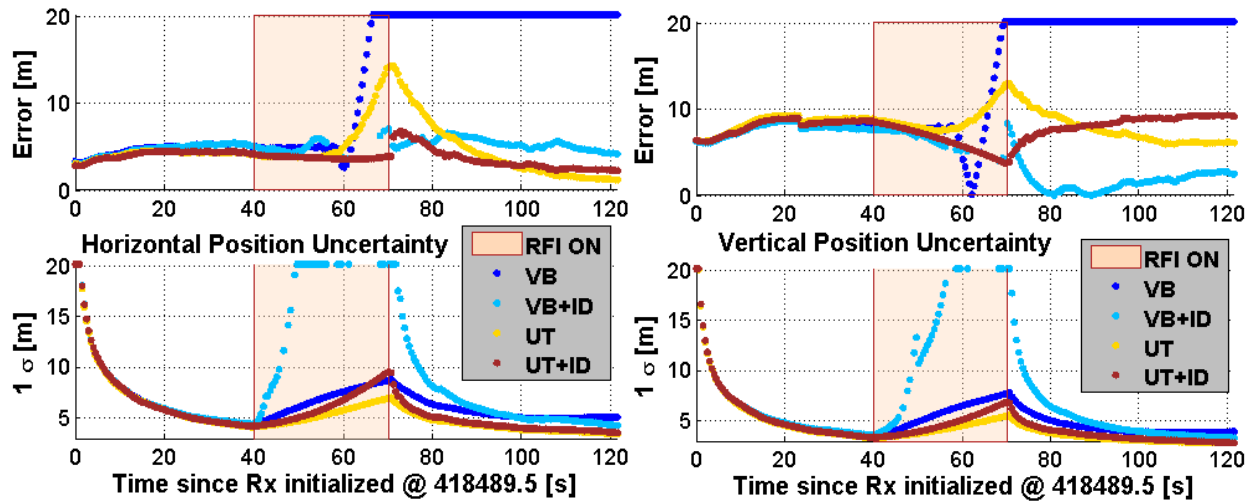 20
15
10
5
0
Error [m]
0 20 40 60 80 100 120
20
15
10
5
0
Error [m]
0 20 40 60 80 100 120
Horizontal Position Uncertainty
20
15
10
5
1 σ [m]
RFI ON
VB
VB+ID
UT
UT+ID
0 20 40 60 80 100 120
Time since Rx initialized @ 418489.5 [s]
Vertical Position Uncertainty
20
15
10
5
1 σ [m]
RFI ON
VB
VB+ID
UT
UT+ID
0 20 40 60 80 100 120
Time since Rx initialized @ 418489.5 [s]